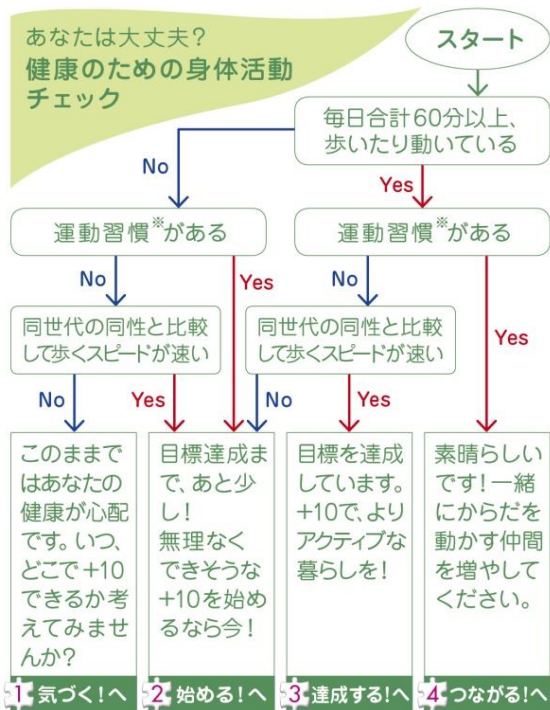 あなたは大丈夫?
健康のための身体活動
チェック
スタート
毎日合計60分以上、
歩いたり動いている
No
Yes
運動習慣※がある
運動習慣※がある
No
Yes
No
Yes
同世代の同性と比較
して歩くスピードが速い
同世代の同性と比較
して歩くスピードが速い
No
Yes
No
Yes
このままで
はあなたの
健康が心配
です。いつ、
どこで+10
できるか考
えてみませ
んか?
目標達成ま
で、あと少
し!
無理なく
できそうな
+10を始め
るなら今!
目標を達成
しています。
+10で、より
アクティブな
暮らしを!
素晴らしい
です!一緒
にからだを
動かす仲間
を増やして
ください。
1 気づく!へ
2 始める!へ
3 達成する!へ
4 つながる!へ